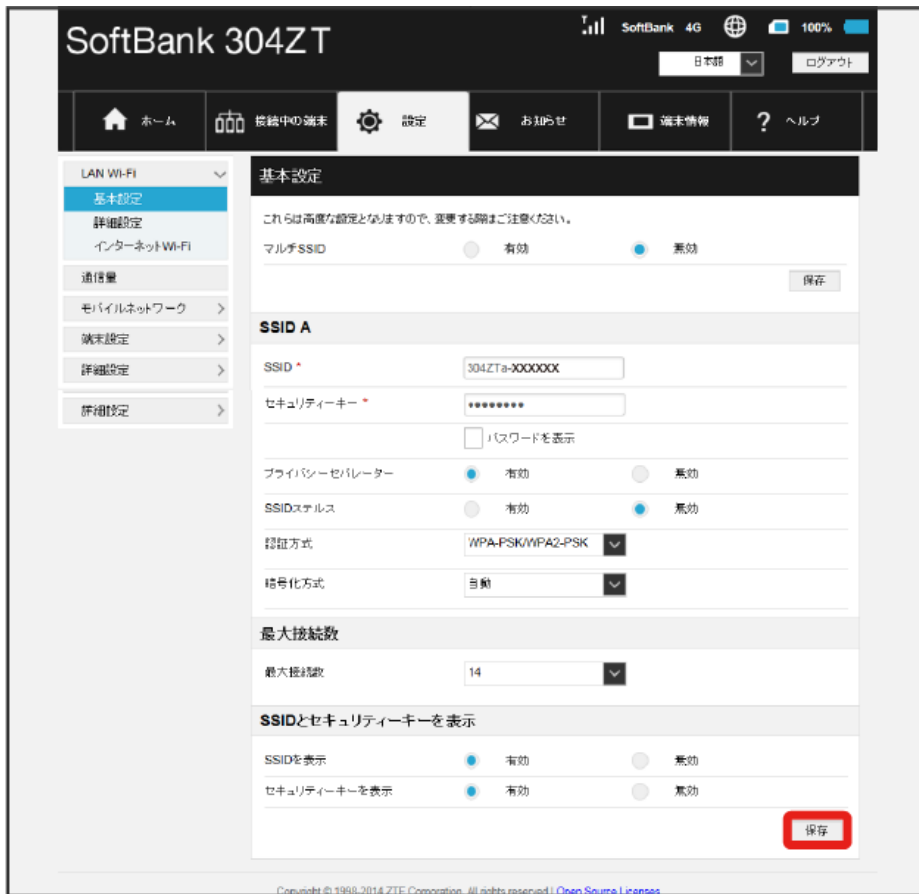 SoftBank 304ZT
SoftBank 4G 100%
日本語 ログアウト
ホーム 接続中の端末 設定 お知らせ 端末情報 ? ヘルプ
LAN Wi-Fi
基本設定
詳細設定
インターネットWi-Fi
通信量
モバイルネットワーク
端末設定
詳細設定
詳細設定
基本設定
これらは高度な設定となりますので、変更する際はご注意ください。
マルチSSID 有効 無効
保存
SSID A
SSID * 304ZTa-XXXXXX
セキュリティーキー * ••••••••
パスワードを表示
プライバシーセパレーター 有効 無効
SSIDステルス 有効 無効
認証方式 WPA-PSK/WPA2-PSK
暗号化方式 自動
最大接続数
最大接続数 14
SSIDとセキュリティーキーを表示
SSIDを表示 有効 無効
セキュリティーキーを表示 有効 無効
保存
Copyright © 1998-2014 ZTE Corporation. All rights reserved | Open Source Licenses